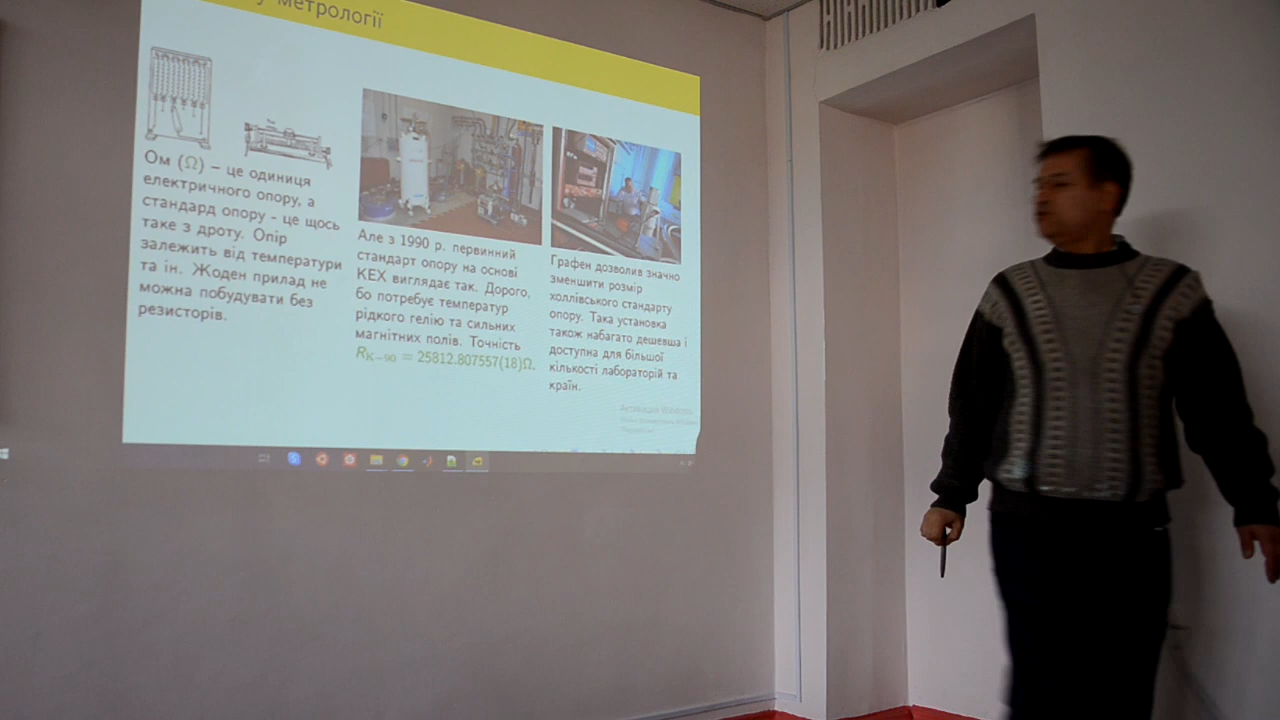 у метрології
Ом (Ω) – це одиниця
електричного опору, а
стандард опору - це щось
таке з дроту. Опір
залежить від температури
та ін. Жоден прилад не
можна побудувати без
резисторів.
Але з 1990 р. первинний
стандарт опору на основі
КЕХ виглядає так. Дорого,
бо потребує температур
рідкого гелію та сильних
магнітних полів. Точність
R_K−90 = 25812.807557(18)Ω.
Графен дозволив значно
зменшити розмір
холлівського стандарту
опору. Така установка
також набагато дешевша і
доступна для більшої
кількості лабораторій та
країн.
Активация Windows